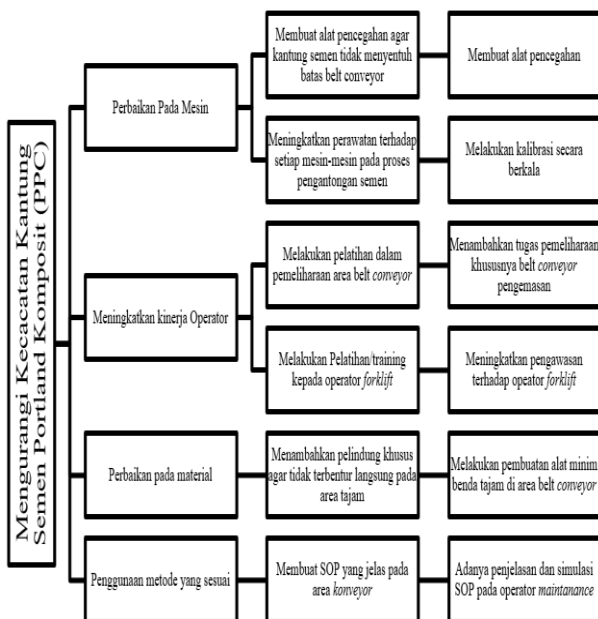 Mengurangi Kecacatan Kantung
Semen Portland Komposit (PPC)
Perbaikan Pada Mesin
Membuat alat pencegahan agar
kantung semen tidak menyentuh
batas belt conveyor
Membuat alat pencegahan
Meningkatkan perawatan terhadap
setiap mesin-mesin pada proses
pengantongan semen
Melakukan kalibrasi secara
berkala
Meningkatkan kinerja Operator
Melakukan pelatihan dalam
pemeliharaan area belt conveyor
Menambahkan tugas pemeliharaan
khususnya belt conveyor
pengemasan
Melakukan Pelatihan/training
kepada operator forklift
Meningkatkan pengawasan
terhadap opeator forklift
Perbaikan pada material
Menambahkan pelindung khusus
agar tidak terbentur langsung pada
area tajam
Melakukan pembuatan alat minim
benda tajam di area belt conveyor
Penggunaan metode yang sesuai
Membuat SOP yang jelas pada
area konveyor
Adanya penjelasan dan simulasi
SOP pada operator maintanance